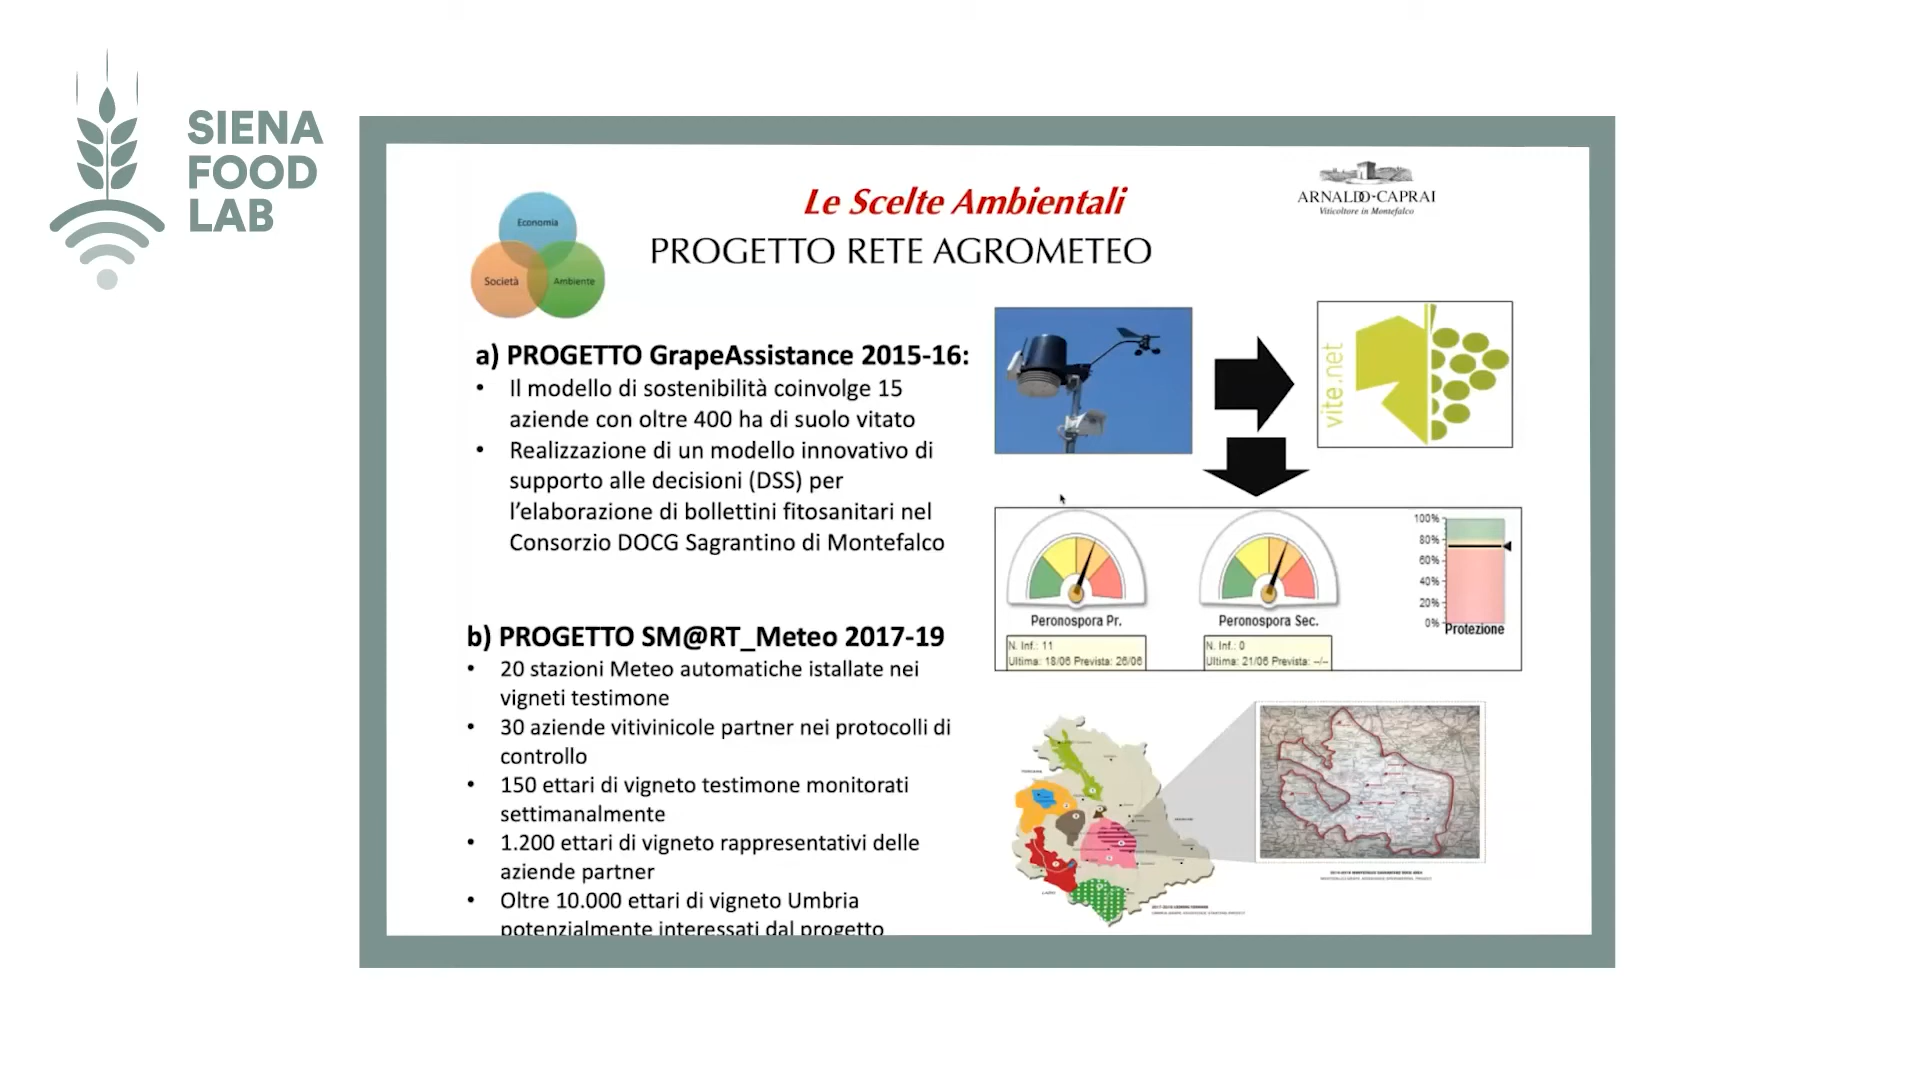 SIENA
FOOD
LAB
Le Scelte Ambientali
PROGETTO RETE AGROMETEO
ARNALDO-CAPRAI
Viticoltore in Montefalco
Economia
Società
Ambiente
a) PROGETTO GrapeAssistance 2015-16:
• Il modello di sostenibilità coinvolge 15
aziende con oltre 400 ha di suolo vitato
• Realizzazione di un modello innovativo di
supporto alle decisioni (DSS) per
l’elaborazione di bollettini fitosanitari nel
Consorzio DOCG Sagrantino di Montefalco
b) PROGETTO SM@RT_Meteo 2017-19
• 20 stazioni Meteo automatiche istallate nei
vigneti testimone
• 30 aziende vitivinicole partner nei protocolli di
controllo
• 150 ettari di vigneto testimone monitorati
settimanalmente
• 1.200 ettari di vigneto rappresentativi delle
aziende partner
• Oltre 10.000 ettari di vigneto Umbria
potenzialmente interessati dal progetto
vite.net
Peronospora Pr.
N. Inf.: 11
Ultima: 18/06 Prevista: 26/06
Peronospora Sec.
N. Inf.: 0
Ultima: 21/06 Prevista: --/--
100%
80%
60%
40%
20%
0%
Protezione